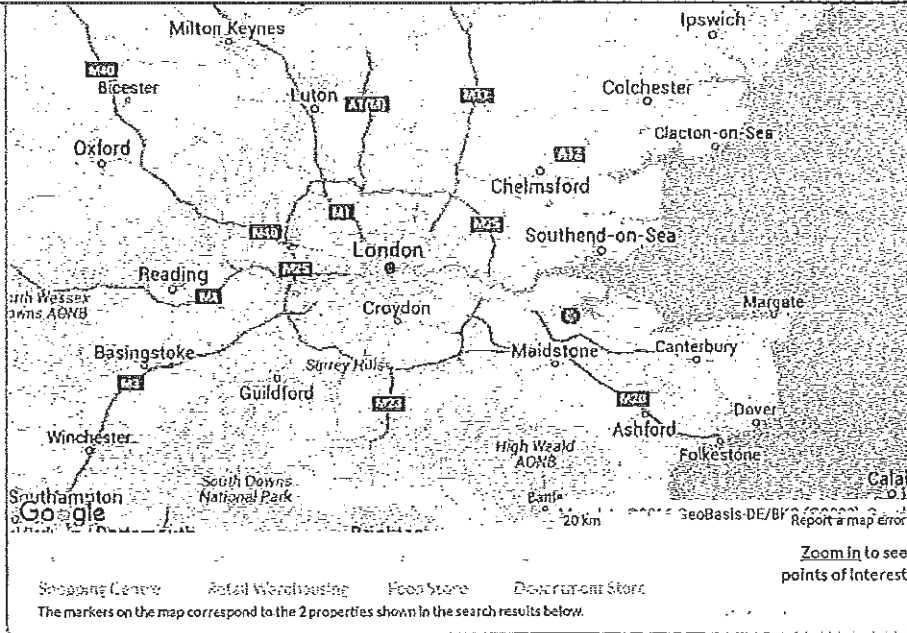 Ipswich
Milton Keynes
M40
Bicester
Luton
A1(M)
Colchester
Clacton-on-Sea
Oxford
A12
Chelmsford
M1
M25
Southend-on-Sea
London
Reading
M25
M4
Margate
Croydon
Basingstoke
Surrey Hills
Maidstone
Canterbury
M3
Guildford
M23
M20
Dover
Ashford
Winchester
High Weald
AONB
Folkestone
South Downs
National Park
Southampton
Google
20 km
GeoBasis-DE/BK
Report a map error
Zoom in to see
points of interest
Shopping Centre Retail Warehousing Food Store Department Store
The markers on the map correspond to the 2 properties shown in the search results below.